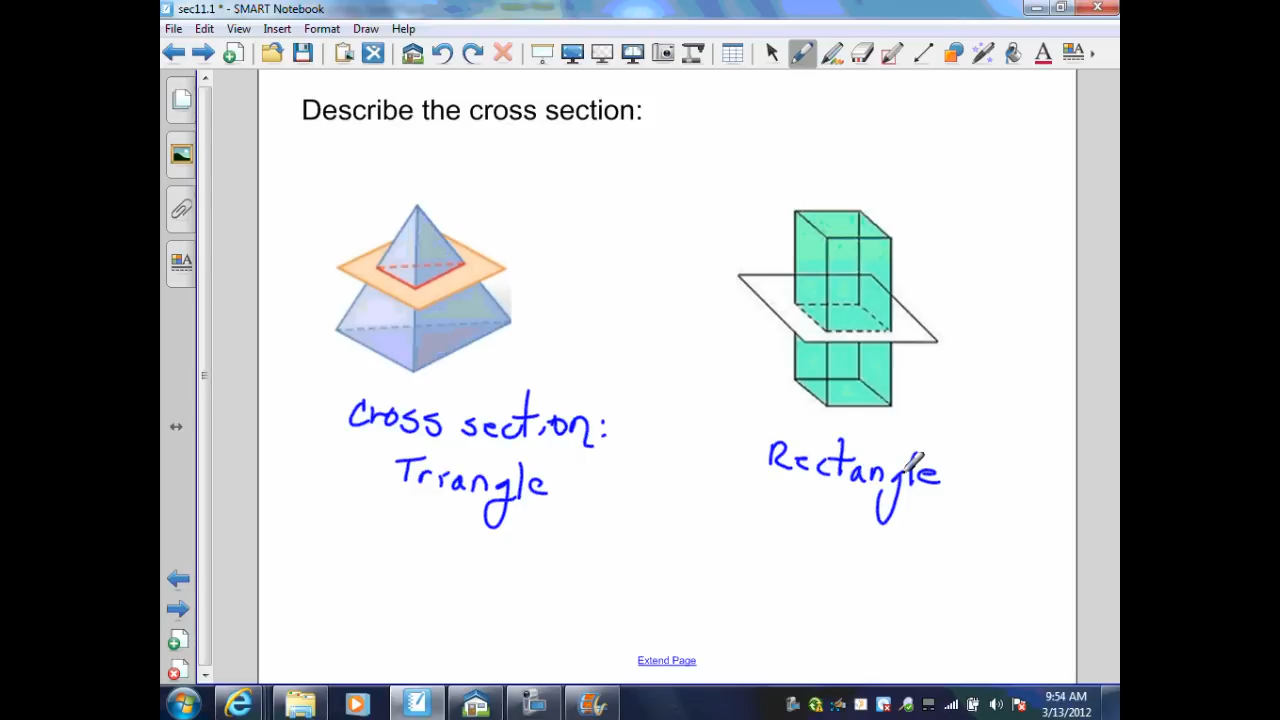 sec11.1 * - SMART Notebook
File Edit View Insert Format Draw Help
Describe the cross section:
Cross section:
Triangle
Rectangle
Extend Page
9:54 AM
3/13/2012